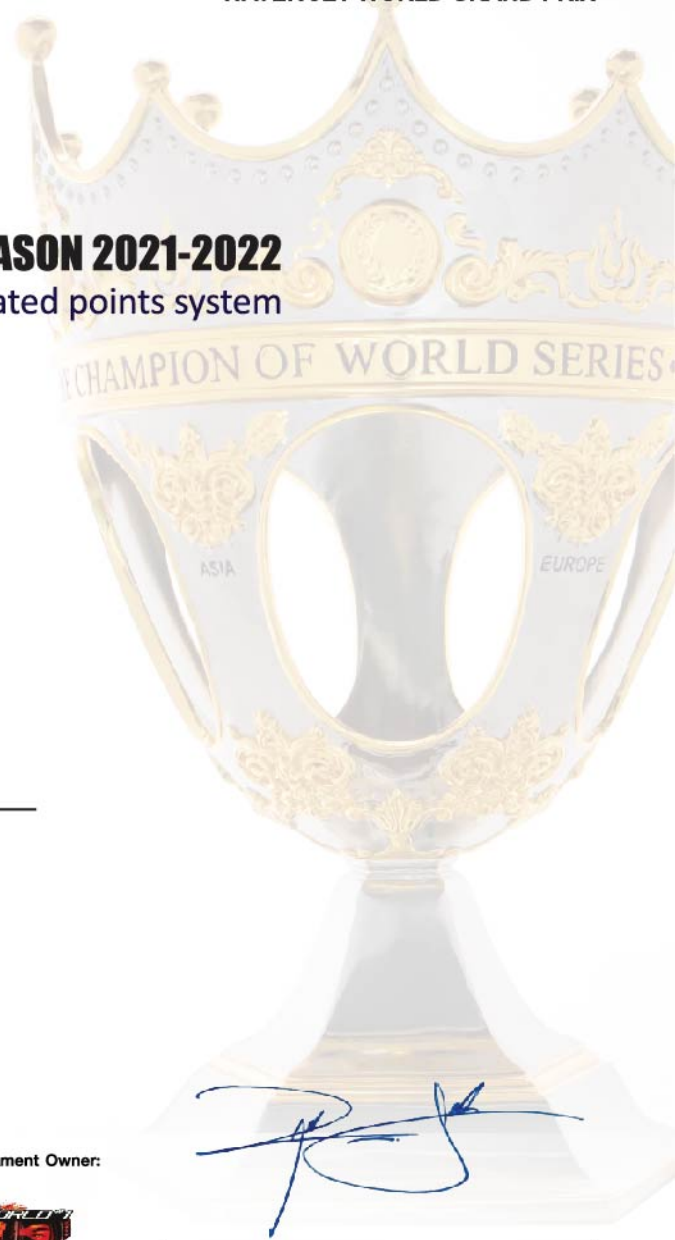 ASON 2021-2022
ated points system
CHAMPION OF WORLD SERIES
ASIA
EUROPE
ment Owner: